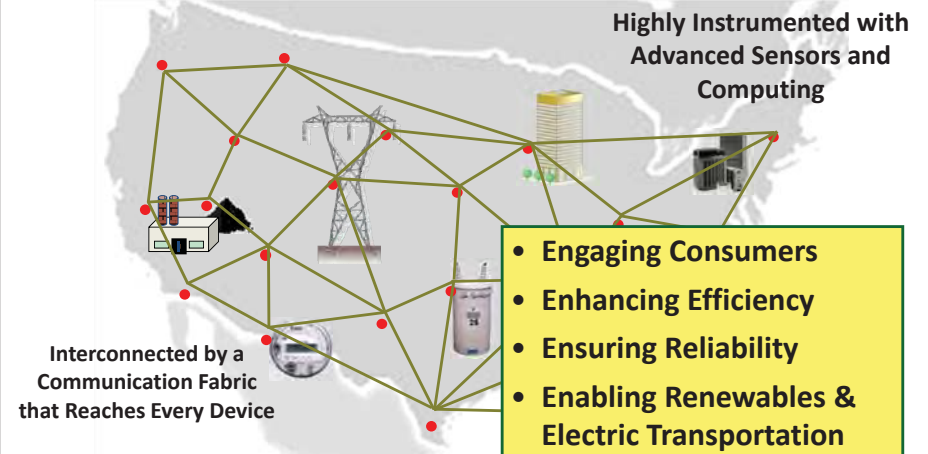 Highly Instrumented with
Advanced Sensors and
Computing
• Engaging Consumers
• Enhancing Efficiency
• Ensuring Reliability
• Enabling Renewables &
Electric Transportation
Interconnected by a
Communication Fabric
that Reaches Every Device
25